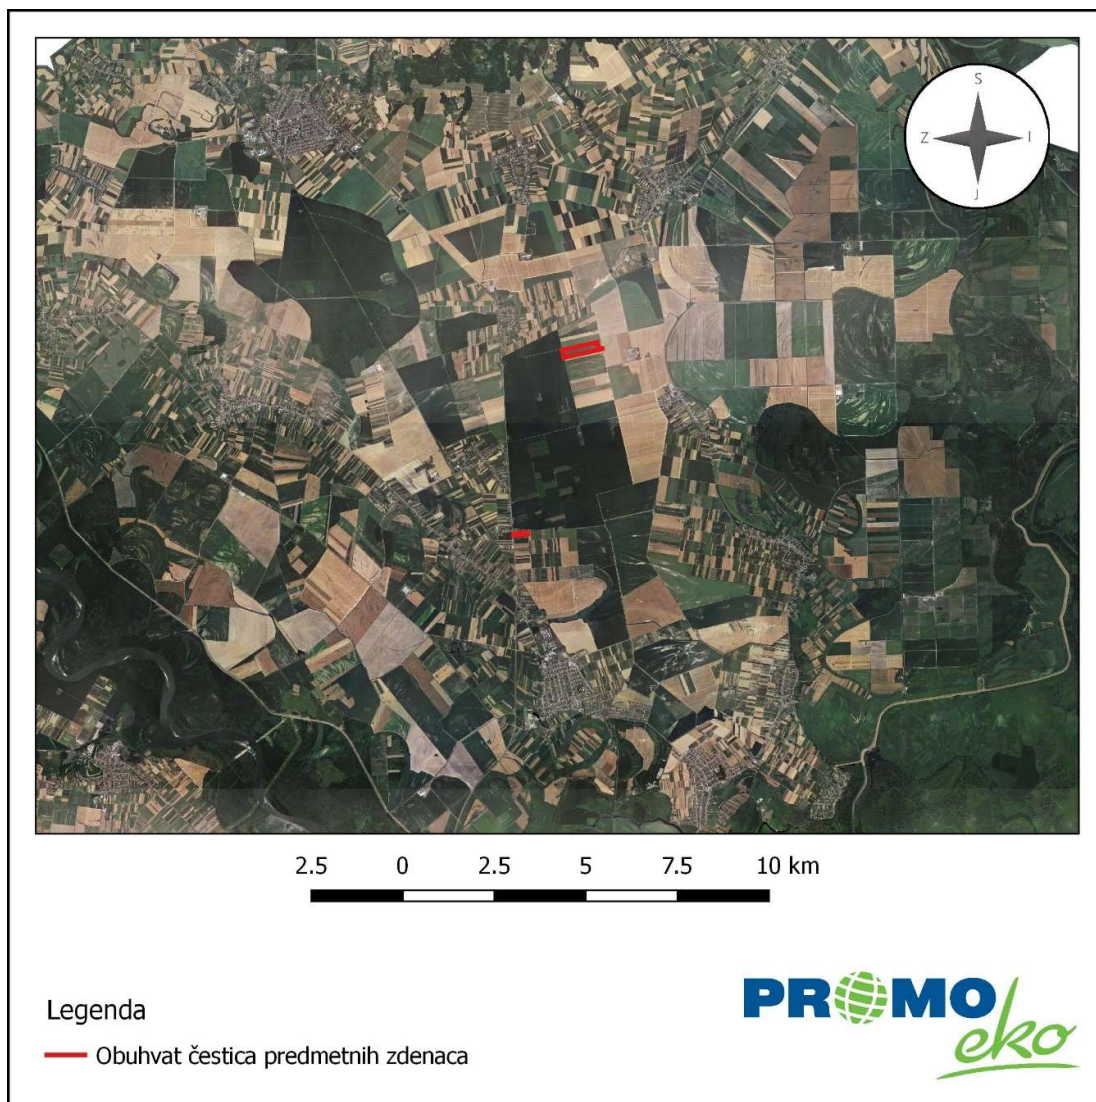 S
Z I
J
2.5 0 2.5 5 7.5 10 km
Legenda
Obuhvat čestica predmetnih zdenaca
PROMO
eko